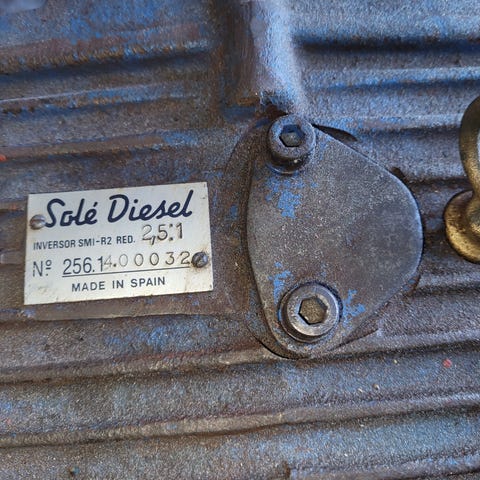 Solé Diesel
INVERSOR SMI-R2 RED. 2,5:1
Nº 256.14.00032
MADE IN SPAIN